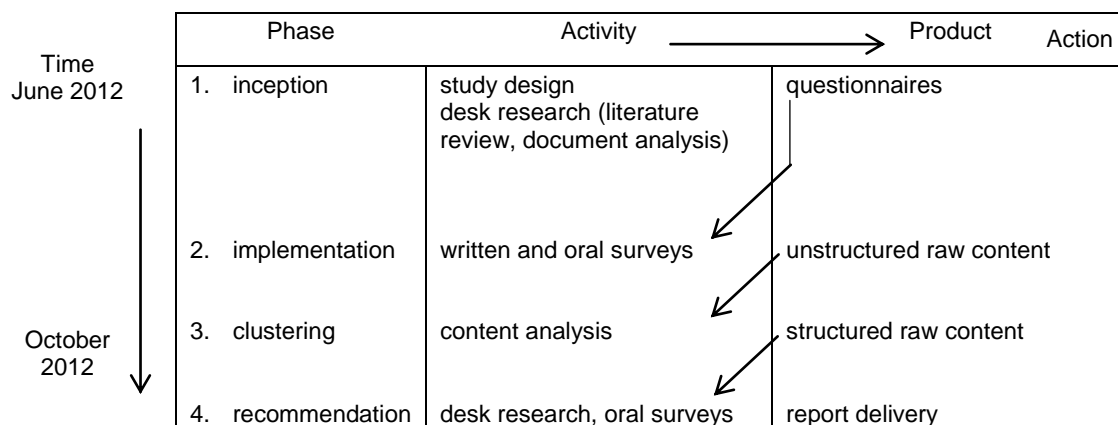 Phase Activity Product Action
Time
June 2012
1. inception study design questionnaires
desk research (literature
review, document analysis)
2. implementation written and oral surveys unstructured raw content
3. clustering content analysis structured raw content
October
2012
4. recommendation desk research, oral surveys report delivery